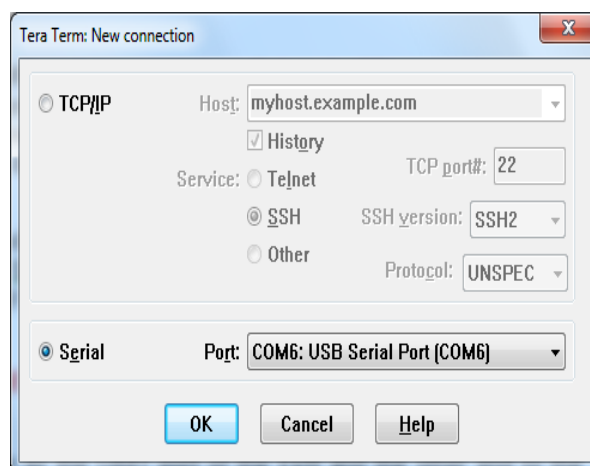 Tera Term: New connection
X
TCP/IP Host: myhost.example.com
History
Service: Telnet TCP port#: 22
SSH SSH version: SSH2
Other Protocol: UNSPEC
Serial Port: COM6: USB Serial Port (COM6)
OK Cancel Help